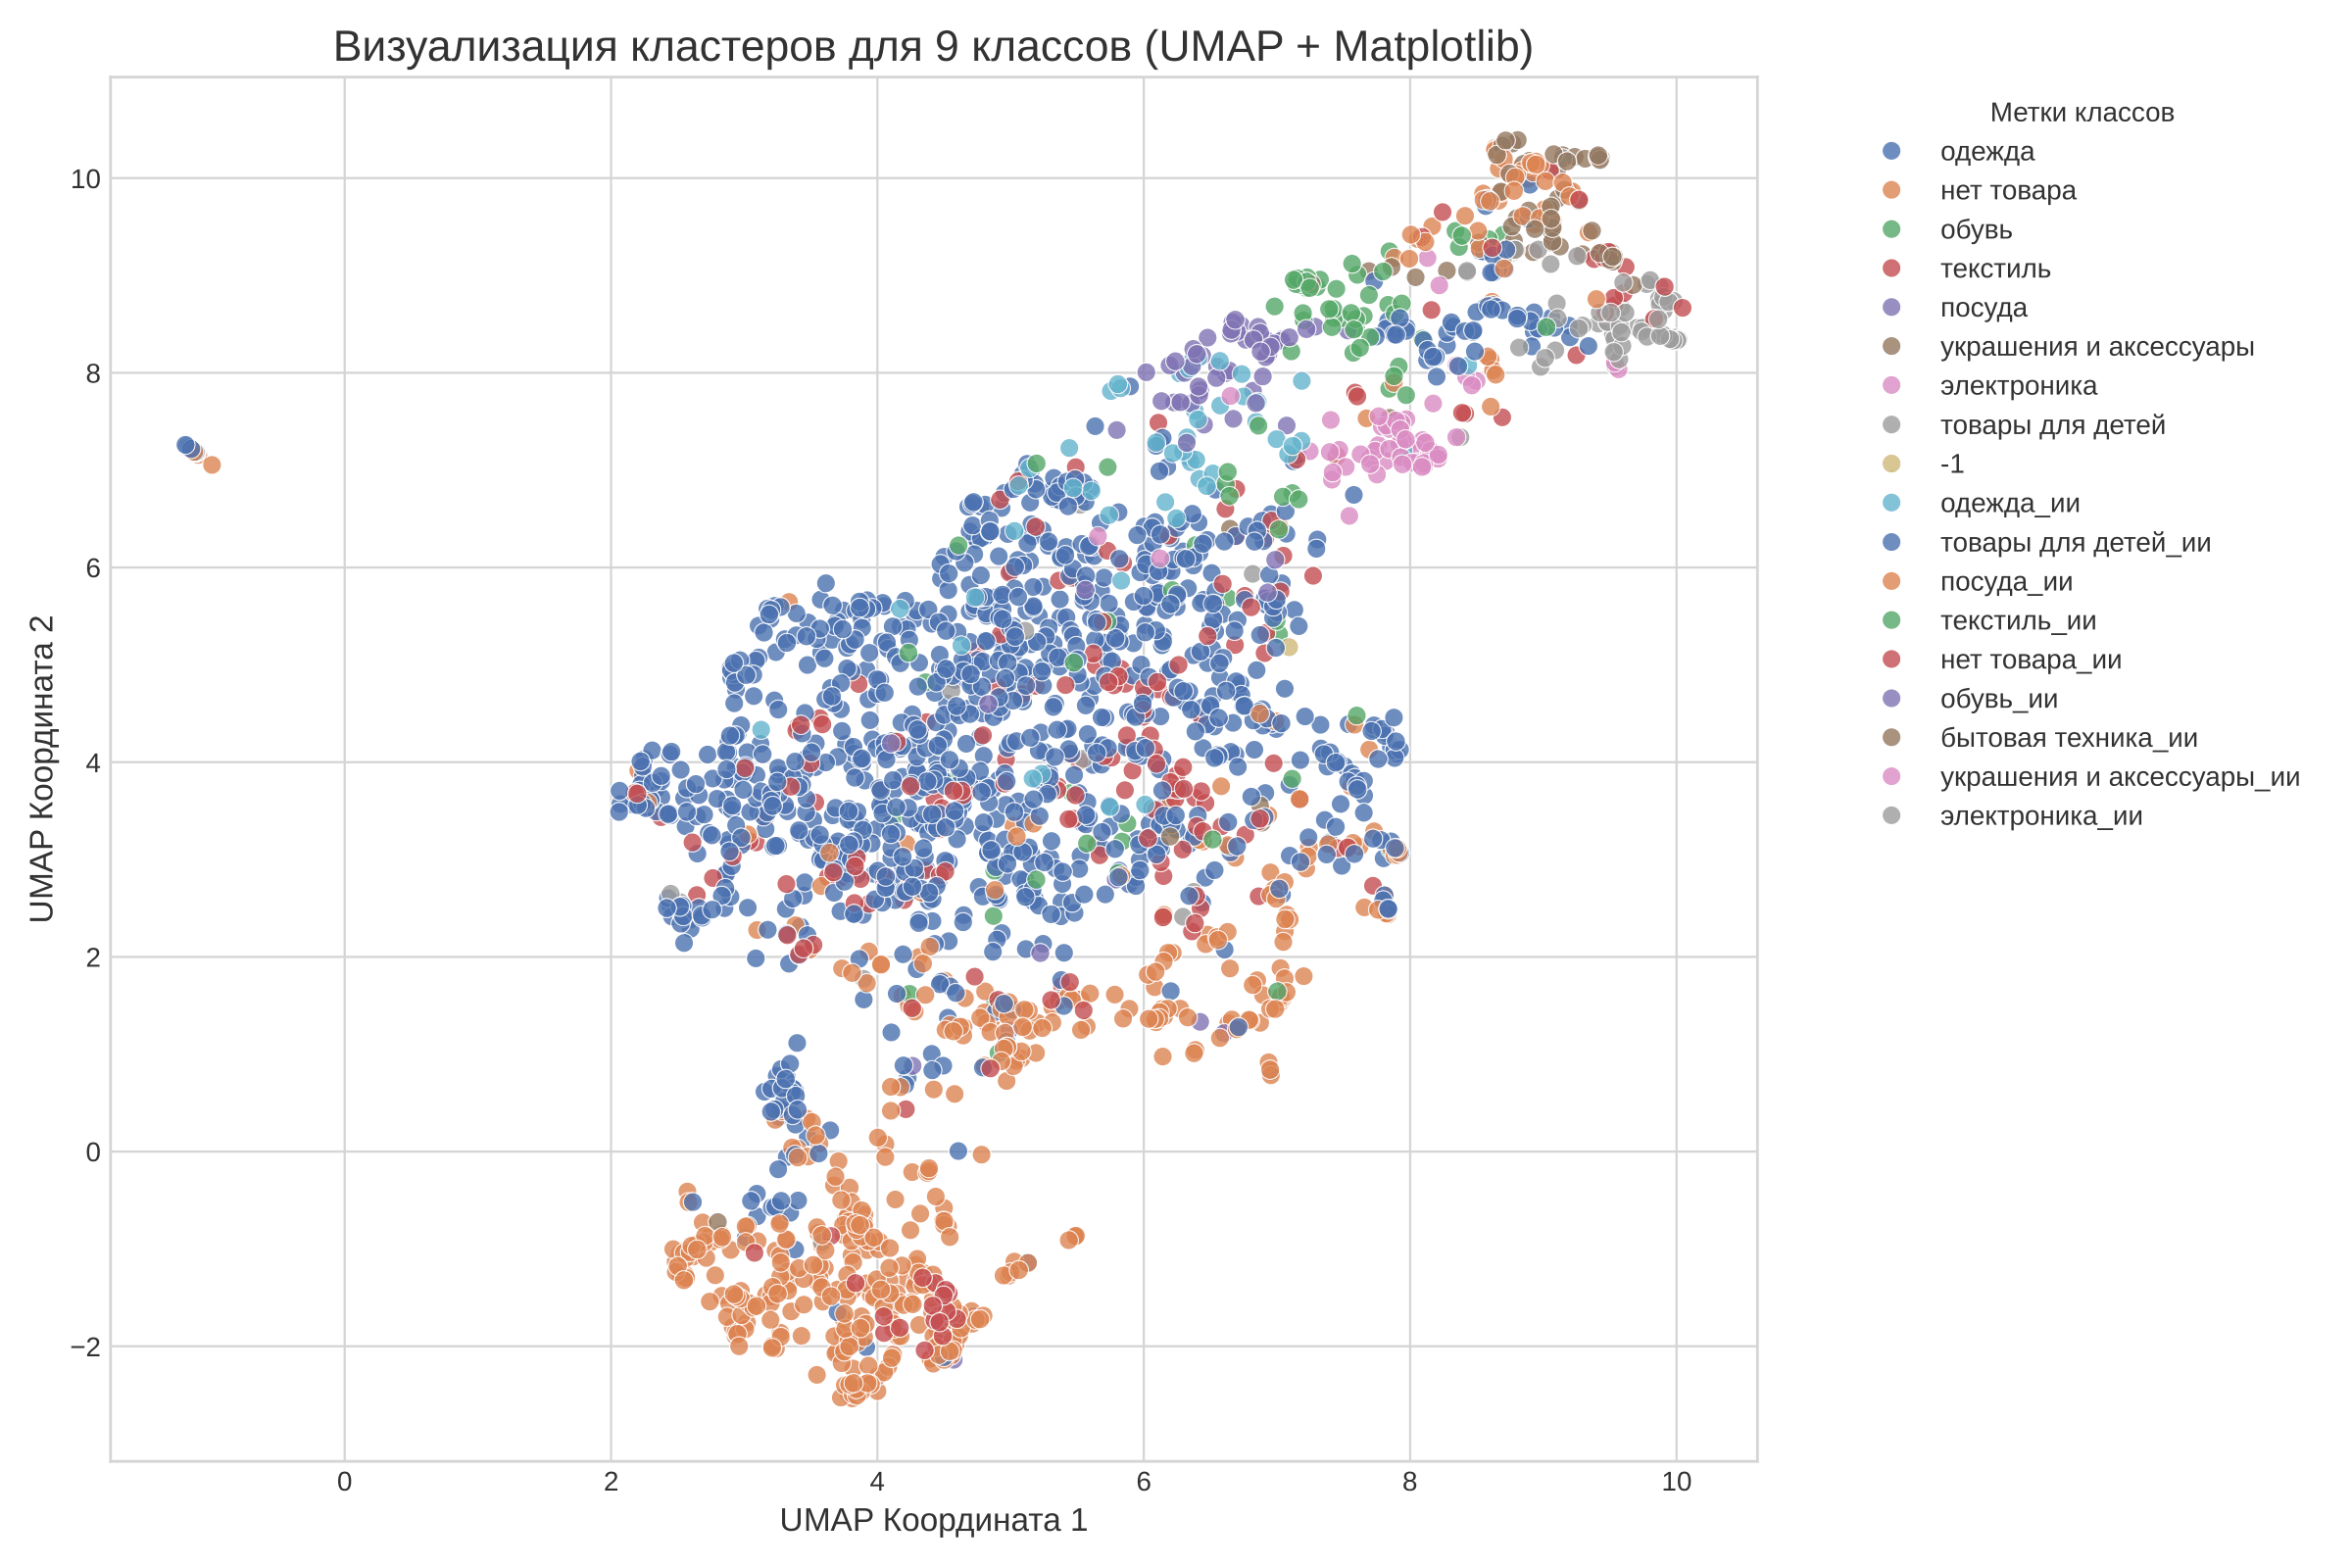 Визуализация кластеров для 9 классов (UMAP + Matplotlib)
Метки классов
одежда
нет товара
обувь
текстиль
посуда
украшения и аксессуары
электроника
товары для детей
-1
одежда_ии
товары для детей_ии
посуда_ии
текстиль_ии
нет товара_ии
обувь_ии
бытовая техника_ии
украшения и аксессуары_ии
электроника_ии
UMAP Координата 2
10
8
6
4
2
0
−2
0
2
4
6
8
10
UMAP Координата 1